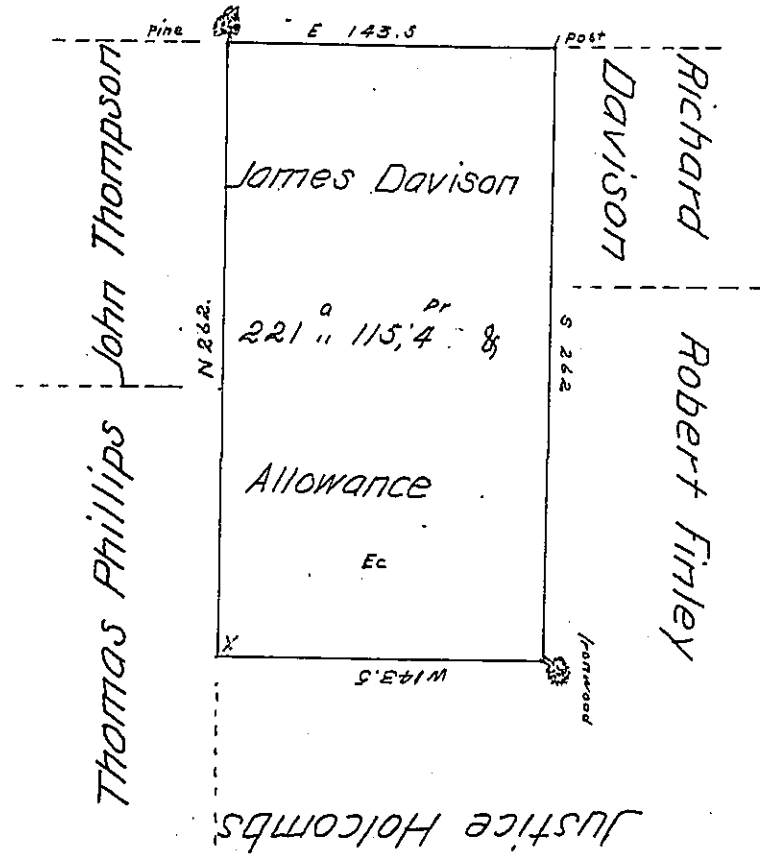 Pine
E 143.5
Post
John Thompson
Richard
Davison
James Davison
N 262.
221 a " 115,4 pr &
S 262
Thomas Phillips
Robert Finley
Allowance
Ec
X
W 143.5
Ironwood
Justice Holcombs